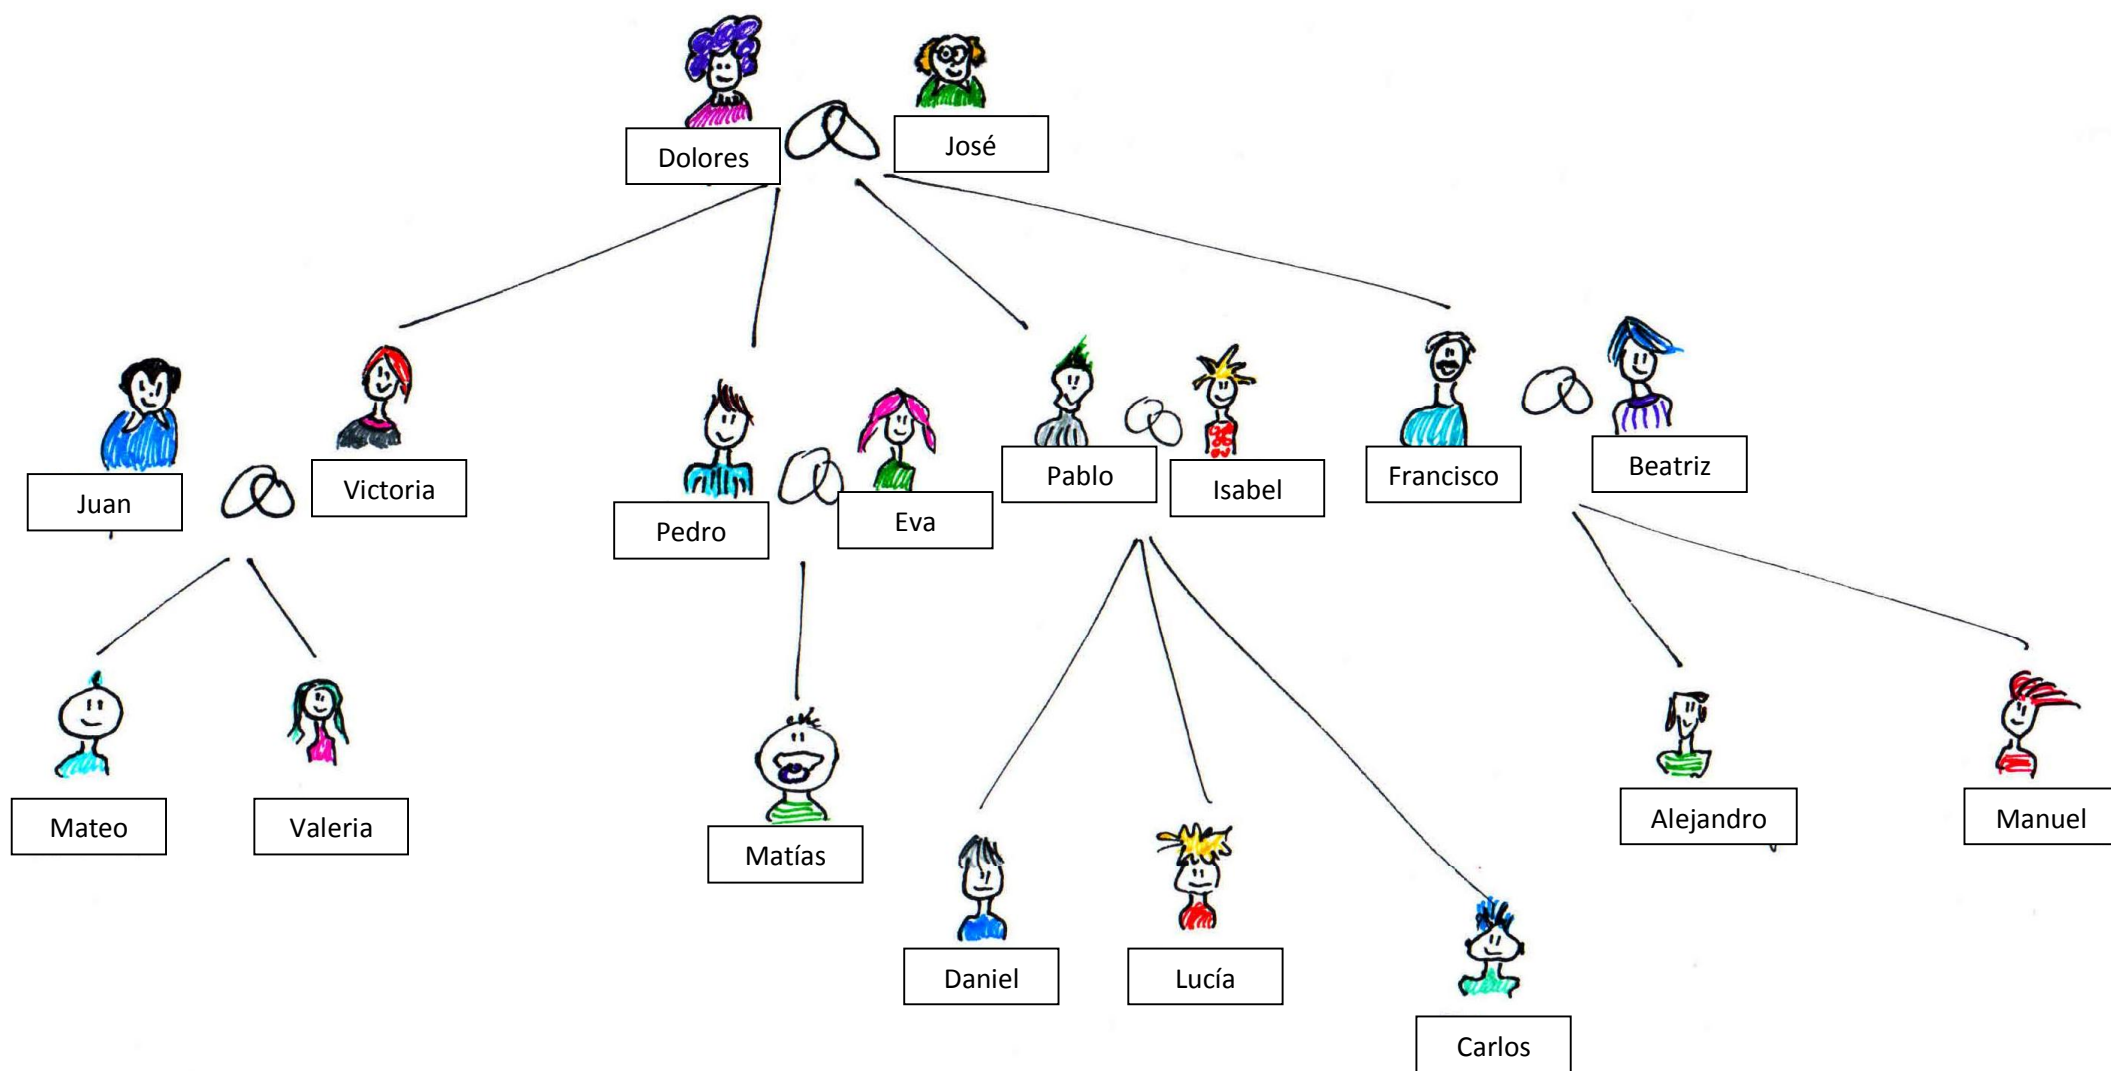 Dolores
José
Juan
Victoria
Pedro
Eva
Pablo
Isabel
Francisco
Beatriz
Mateo
Valeria
Matías
Daniel
Lucía
Carlos
Alejandro
Manuel